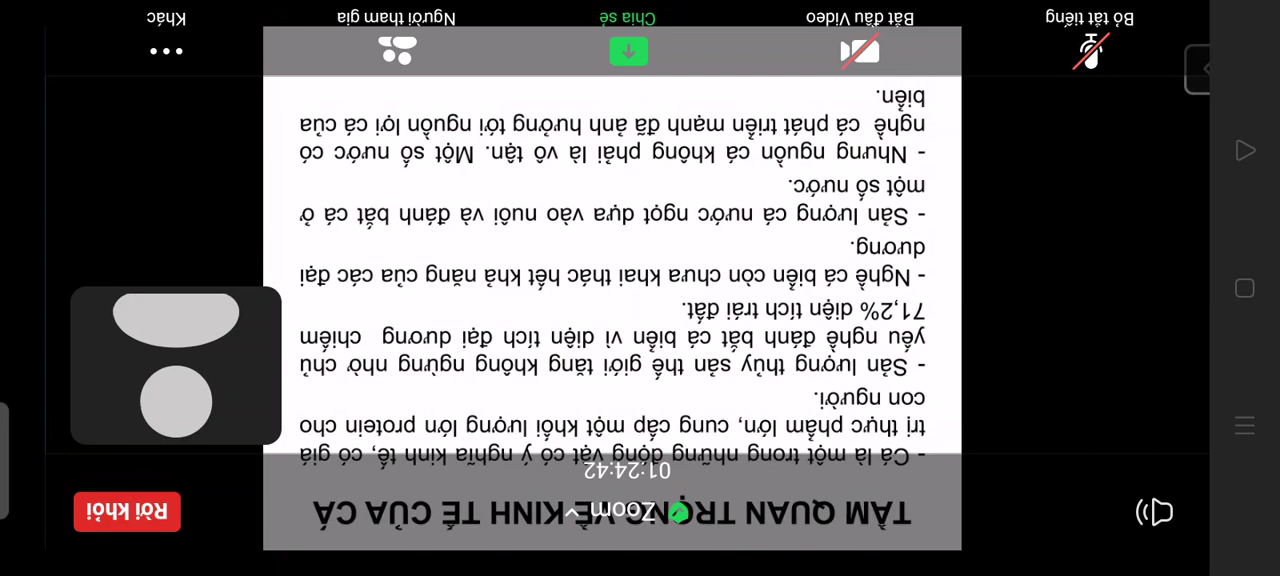 Rời khỏi
Zoom
01:24:42
TẦM QUAN TRỌNG VỀ KINH TẾ CỦA CÁ
- Cá là một trong những động vật có ý nghĩa kinh tế, có giá
trị thực phẩm lớn, cung cấp một khối lượng lớn protein cho
con người.
- Sản lượng thủy sản thế giới tăng không ngừng nhờ chủ
yếu nghề đánh bắt cá biển vì diện tích đại dương chiếm
71,2% diện tích trái đất.
- Nghề cá biển còn chưa khai thác hết khả năng của các đại
dương.
- Sản lượng cá nước ngọt dựa vào nuôi và đánh bắt cá ở
một số nước.
- Nhưng nguồn cá không phải là vô tận. Một số nước có
nghề cá phát triển mạnh đã ảnh hưởng tới nguồn lợi cá của
biển.
Bỏ tắt tiếng
Bắt đầu Video
Chia sẻ
Người tham gia
Khác